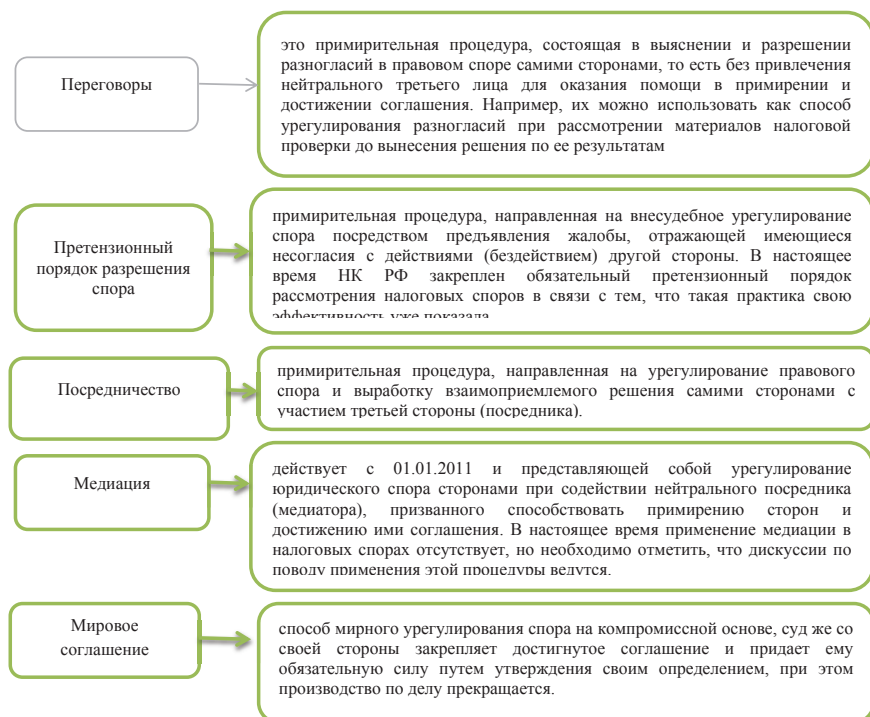 Переговоры
это примирительная процедура, состоящая в выяснении и разрешении
разногласий в правовом споре самими сторонами, то есть без привлечения
нейтрального третьего лица для оказания помощи в примирении и
достижении соглашения. Например, их можно использовать как способ
урегулирования разногласий при рассмотрении материалов налоговой
проверки до вынесения решения по ее результатам
Претензионный
порядок разрешения
спора
примирительная процедура, направленная на внесудебное урегулирование
спора посредством предъявления жалобы, отражающей имеющиеся
несогласия с действиями (бездействием) другой стороны. В настоящее
время НК РФ закреплен обязательный претензионный порядок
рассмотрения налоговых споров в связи с тем, что такая практика свою
эффективность уже показала
Посредничество
примирительная процедура, направленная на урегулирование правового
спора и выработку взаимоприемлемого решения самими сторонами с
участием третьей стороны (посредника).
Медиация
действует с 01.01.2011 и представляющей собой урегулирование
юридического спора сторонами при содействии нейтрального посредника
(медиатора), призванного способствовать примирению сторон и
достижению ими соглашения. В настоящее время применение медиации в
налоговых спорах отсутствует, но необходимо отметить, что дискуссии по
поводу применения этой процедуры ведутся.
Мировое
соглашение
способ мирного урегулирования спора на компромиссной основе, суд же со
своей стороны закрепляет достигнутое соглашение и придает ему
обязательную силу путем утверждения своим определением, при этом
производство по делу прекращается.